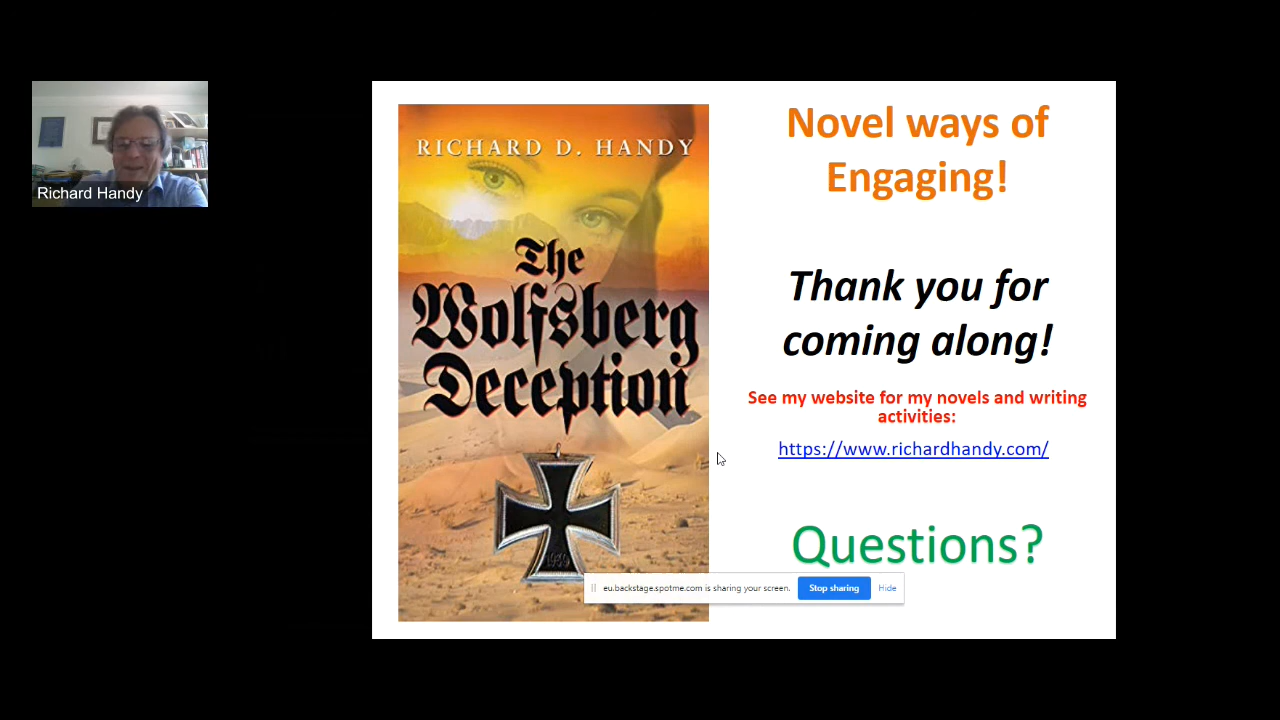 Richard Handy
RICHARD D. HANDY
The
Wolfsberg
Deception
1939
Novel ways of
Engaging!
Thank you for
coming along!
See my website for my novels and writing
activities:
https://www.richardhandy.com/
Questions?
eu.backstage.spotme.com is sharing your screen.
Stop sharing
Hide